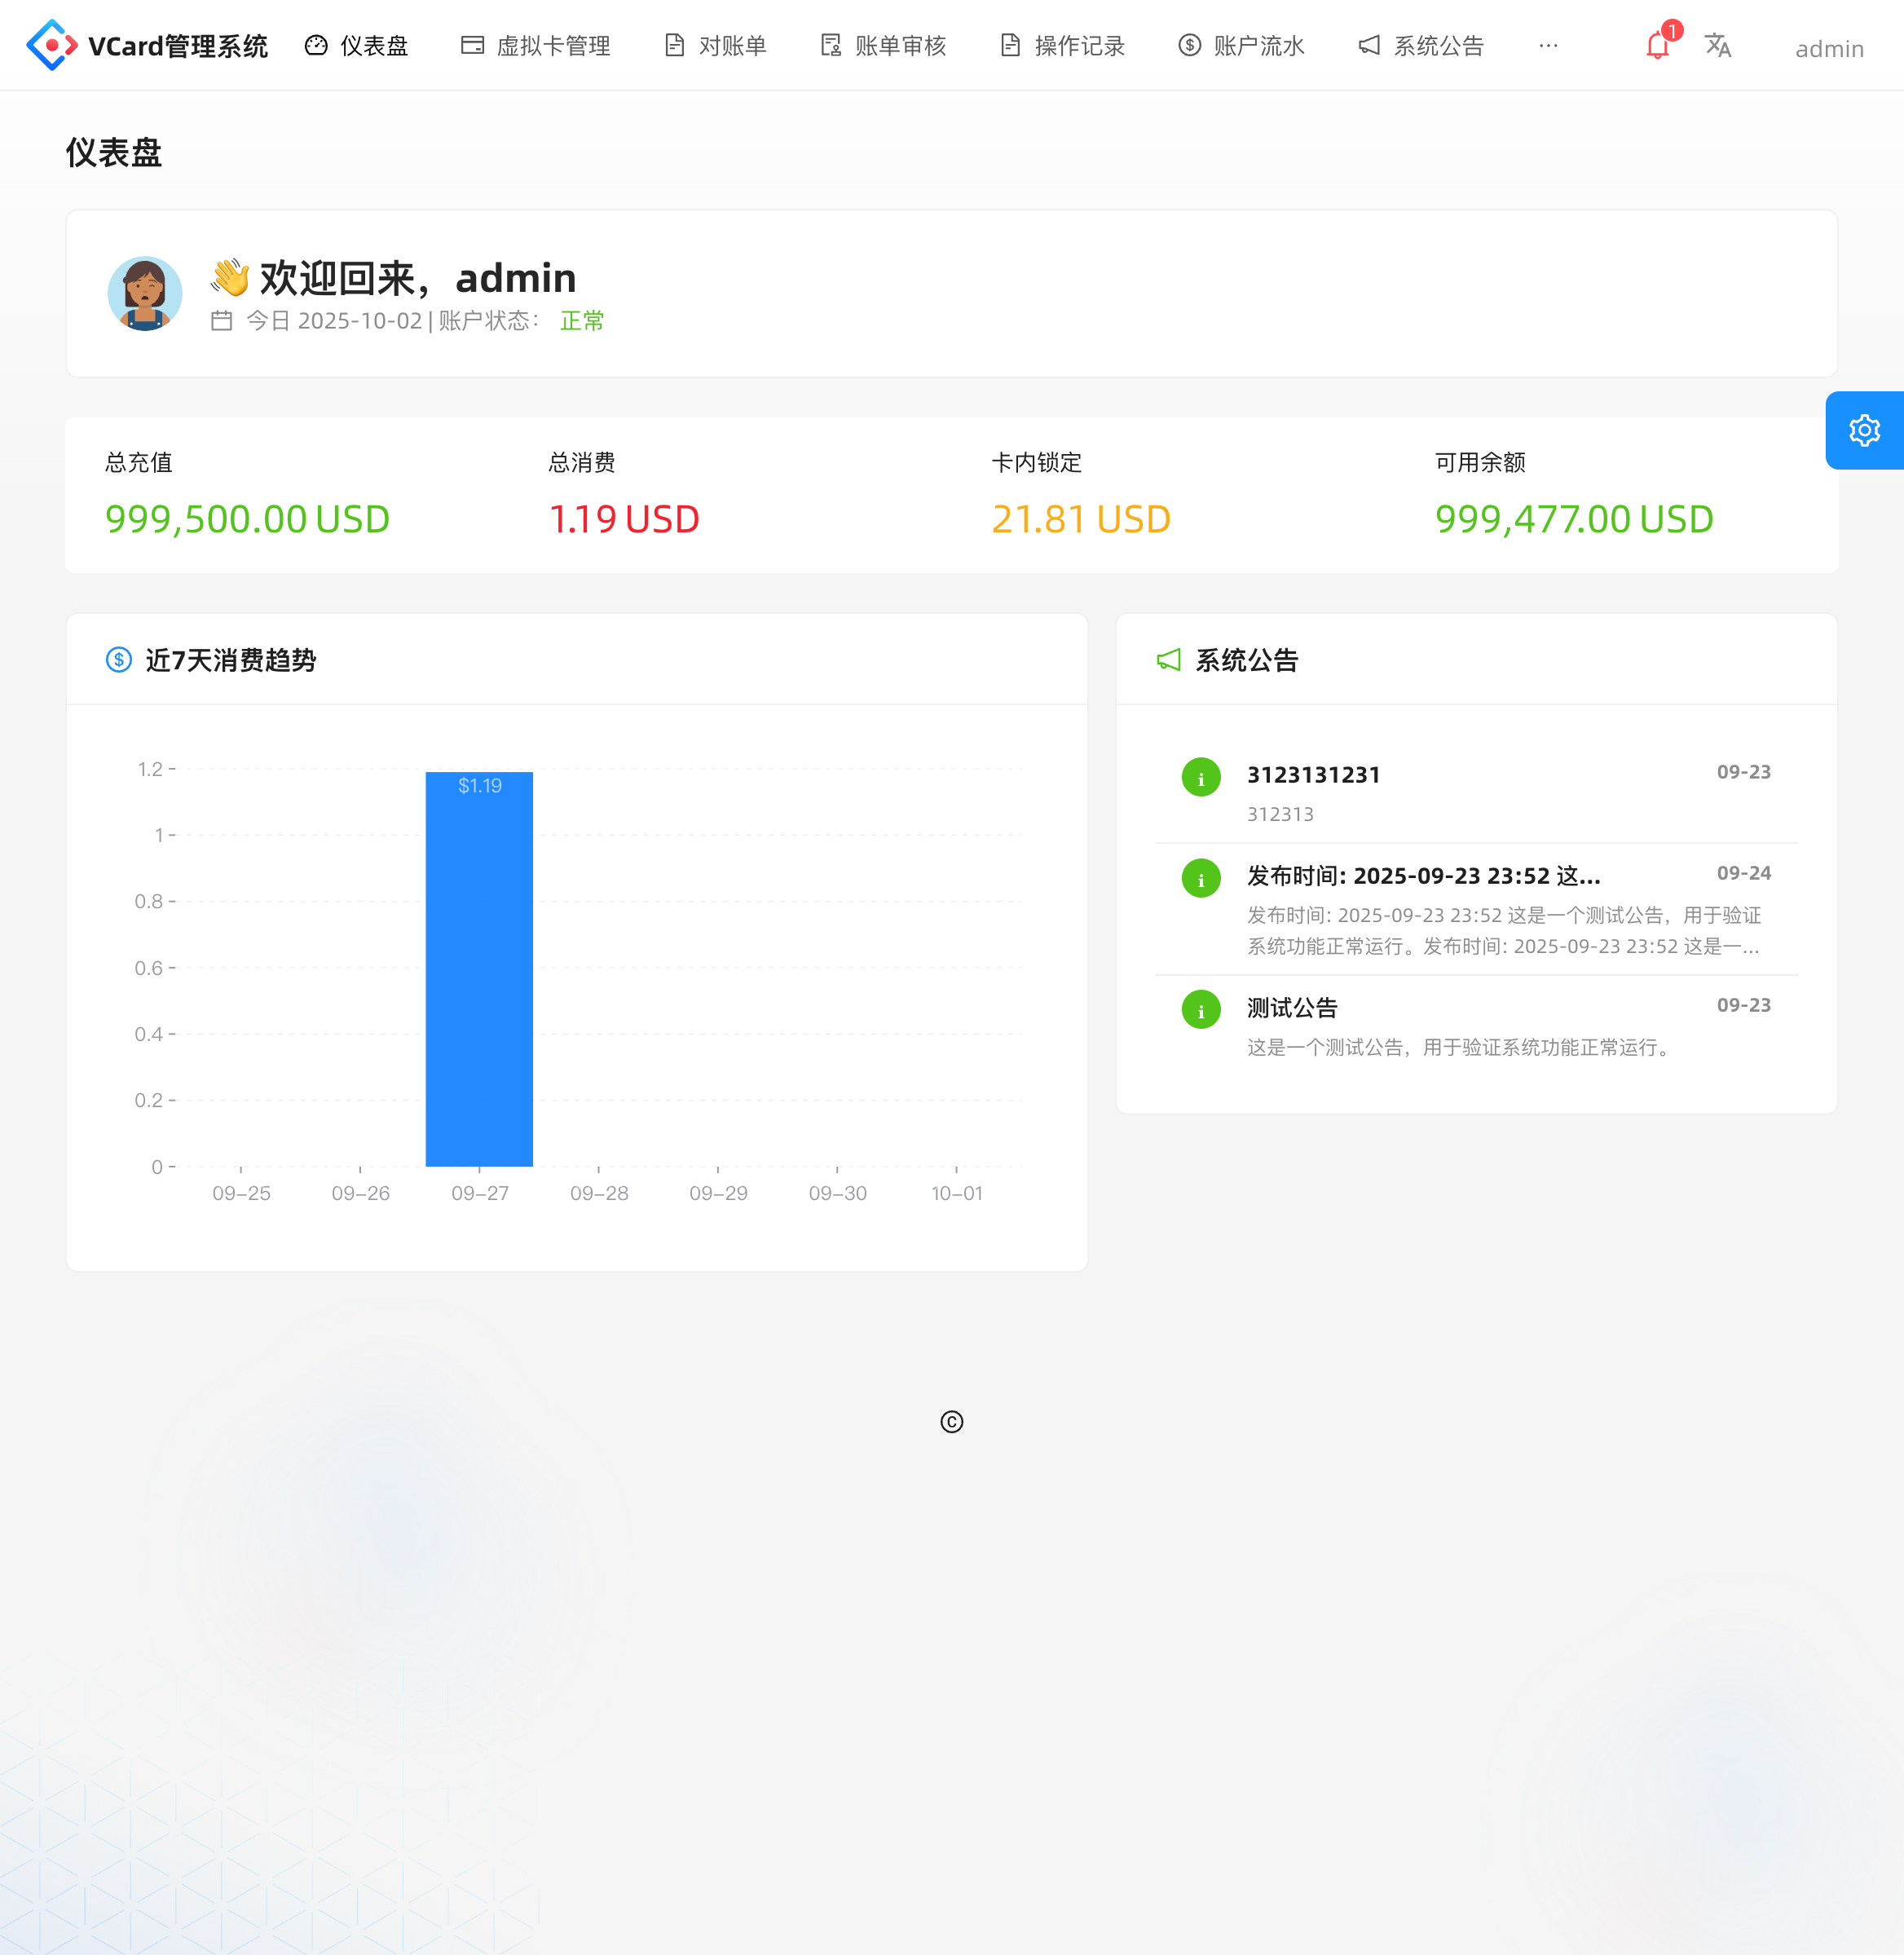 VCard管理系统 仪表盘 虚拟卡管理 对账单 账单审核 操作记录 账户流水 系统公告 ··· 1 admin
仪表盘
👋 欢迎回来，admin
今日 2025-10-02 | 账户状态： 正常
总充值 总消费 卡内锁定 可用余额
999,500.00 USD 1.19 USD 21.81 USD 999,477.00 USD
近7天消费趋势
1.2
$1.19
1
0.8
0.6
0.4
0.2
0
09-25 09-26 09-27 09-28 09-29 09-30 10-01
系统公告
3123131231 09-23
312313
发布时间: 2025-09-23 23:52 这... 09-24
发布时间: 2025-09-23 23:52 这是一个测试公告，用于验证
系统功能正常运行。发布时间: 2025-09-23 23:52 这是一...
测试公告 09-23
这是一个测试公告，用于验证系统功能正常运行。
©